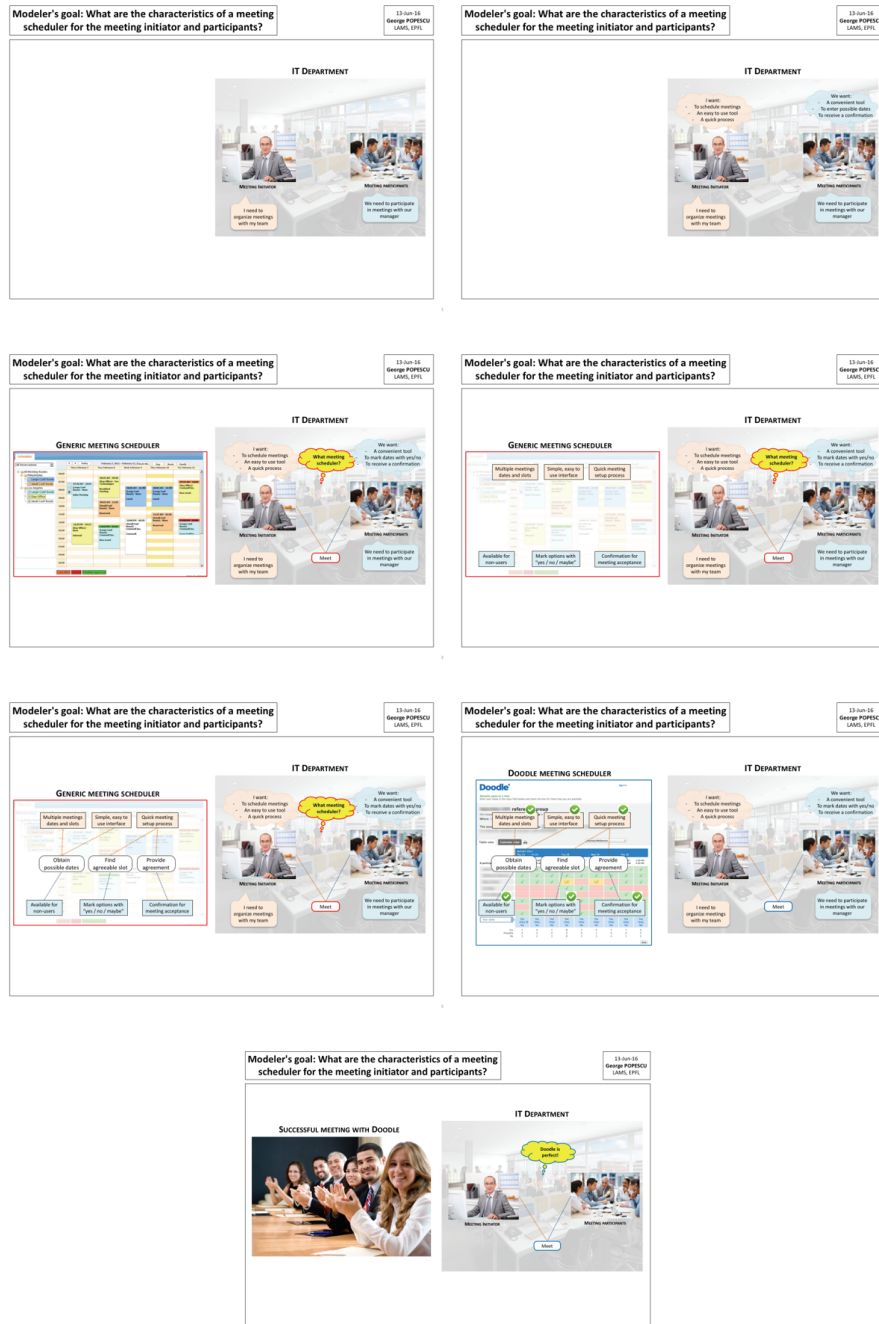 Modeler's goal: What are the characteristics of a meeting
scheduler for the meeting initiator and participants?
13-Jun-16
George POPESCU
LAMS, EPFL
IT DEPARTMENT
MEETING INITIATOR
MEETING PARTICIPANTS
I need to
organize meetings
with my team
We need to participate
in meetings with our
manager
Modeler's goal: What are the characteristics of a meeting
scheduler for the meeting initiator and participants?
13-Jun-16
George POPESCU
LAMS, EPFL
IT DEPARTMENT
I want:
- To schedule meetings
- An easy to use tool
- A quick process
We want:
- A convenient tool
- To enter possible dates
- To receive a confirmation
MEETING INITIATOR
MEETING PARTICIPANTS
I need to
organize meetings
with my team
We need to participate
in meetings with our
manager
Modeler's goal: What are the characteristics of a meeting
scheduler for the meeting initiator and participants?
13-Jun-16
George POPESCU
LAMS, EPFL
GENERIC MEETING SCHEDULER
IT DEPARTMENT
I want:
- To schedule meetings
- An easy to use tool
- A quick process
What meeting
scheduler?
We want:
- A convenient tool
- To mark dates with yes/no
- To receive a confirmation
MEETING INITIATOR
MEETING PARTICIPANTS
I need to
organize meetings
with my team
Meet
We need to participate
in meetings with our
manager
Modeler's goal: What are the characteristics of a meeting
scheduler for the meeting initiator and participants?
13-Jun-16
George POPESCU
LAMS, EPFL
GENERIC MEETING SCHEDULER
Multiple meetings
dates and slots
Simple, easy to
use interface
Quick meeting
setup process
Available for
non-users
Mark options with
"yes / no / maybe"
Confirmation for
meeting acceptance
IT DEPARTMENT
I want:
- To schedule meetings
- An easy to use tool
- A quick process
What meeting
scheduler?
We want:
- A convenient tool
- To mark dates with yes/no
- To receive a confirmation
MEETING INITIATOR
MEETING PARTICIPANTS
I need to
organize meetings
with my team
Meet
We need to participate
in meetings with our
manager
Modeler's goal: What are the characteristics of a meeting
scheduler for the meeting initiator and participants?
13-Jun-16
George POPESCU
LAMS, EPFL
GENERIC MEETING SCHEDULER
Multiple meetings
dates and slots
Simple, easy to
use interface
Quick meeting
setup process
Obtain
possible dates
Find
agreeable slot
Provide
agreement
Available for
non-users
Mark options with
"yes / no / maybe"
Confirmation for
meeting acceptance
IT DEPARTMENT
I want:
- To schedule meetings
- An easy to use tool
- A quick process
What meeting
scheduler?
We want:
- A convenient tool
- To mark dates with yes/no
- To receive a confirmation
MEETING INITIATOR
MEETING PARTICIPANTS
I need to
organize meetings
with my team
Meet
We need to participate
in meetings with our
manager
Modeler's goal: What are the characteristics of a meeting
scheduler for the meeting initiator and participants?
13-Jun-16
George POPESCU
LAMS, EPFL
DOODLE MEETING SCHEDULER
Doodle
Multiple meetings
dates and slots
Simple, easy to
use interface
Quick meeting
setup process
Obtain
possible dates
Find
agreeable slot
Provide
agreement
Available for
non-users
Mark options with
"yes / no / maybe"
Confirmation for
meeting acceptance
IT DEPARTMENT
I want:
- To schedule meetings
- An easy to use tool
- A quick process
We want:
- A convenient tool
- To mark dates with yes/no
- To receive a confirmation
MEETING INITIATOR
MEETING PARTICIPANTS
I need to
organize meetings
with my team
Meet
We need to participate
in meetings with our
manager
Modeler's goal: What are the characteristics of a meeting
scheduler for the meeting initiator and participants?
13-Jun-16
George POPESCU
LAMS, EPFL
SUCCESSFUL MEETING WITH DOODLE
IT DEPARTMENT
Doodle is
perfect!
MEETING INITIATOR
MEETING PARTICIPANTS
Meet